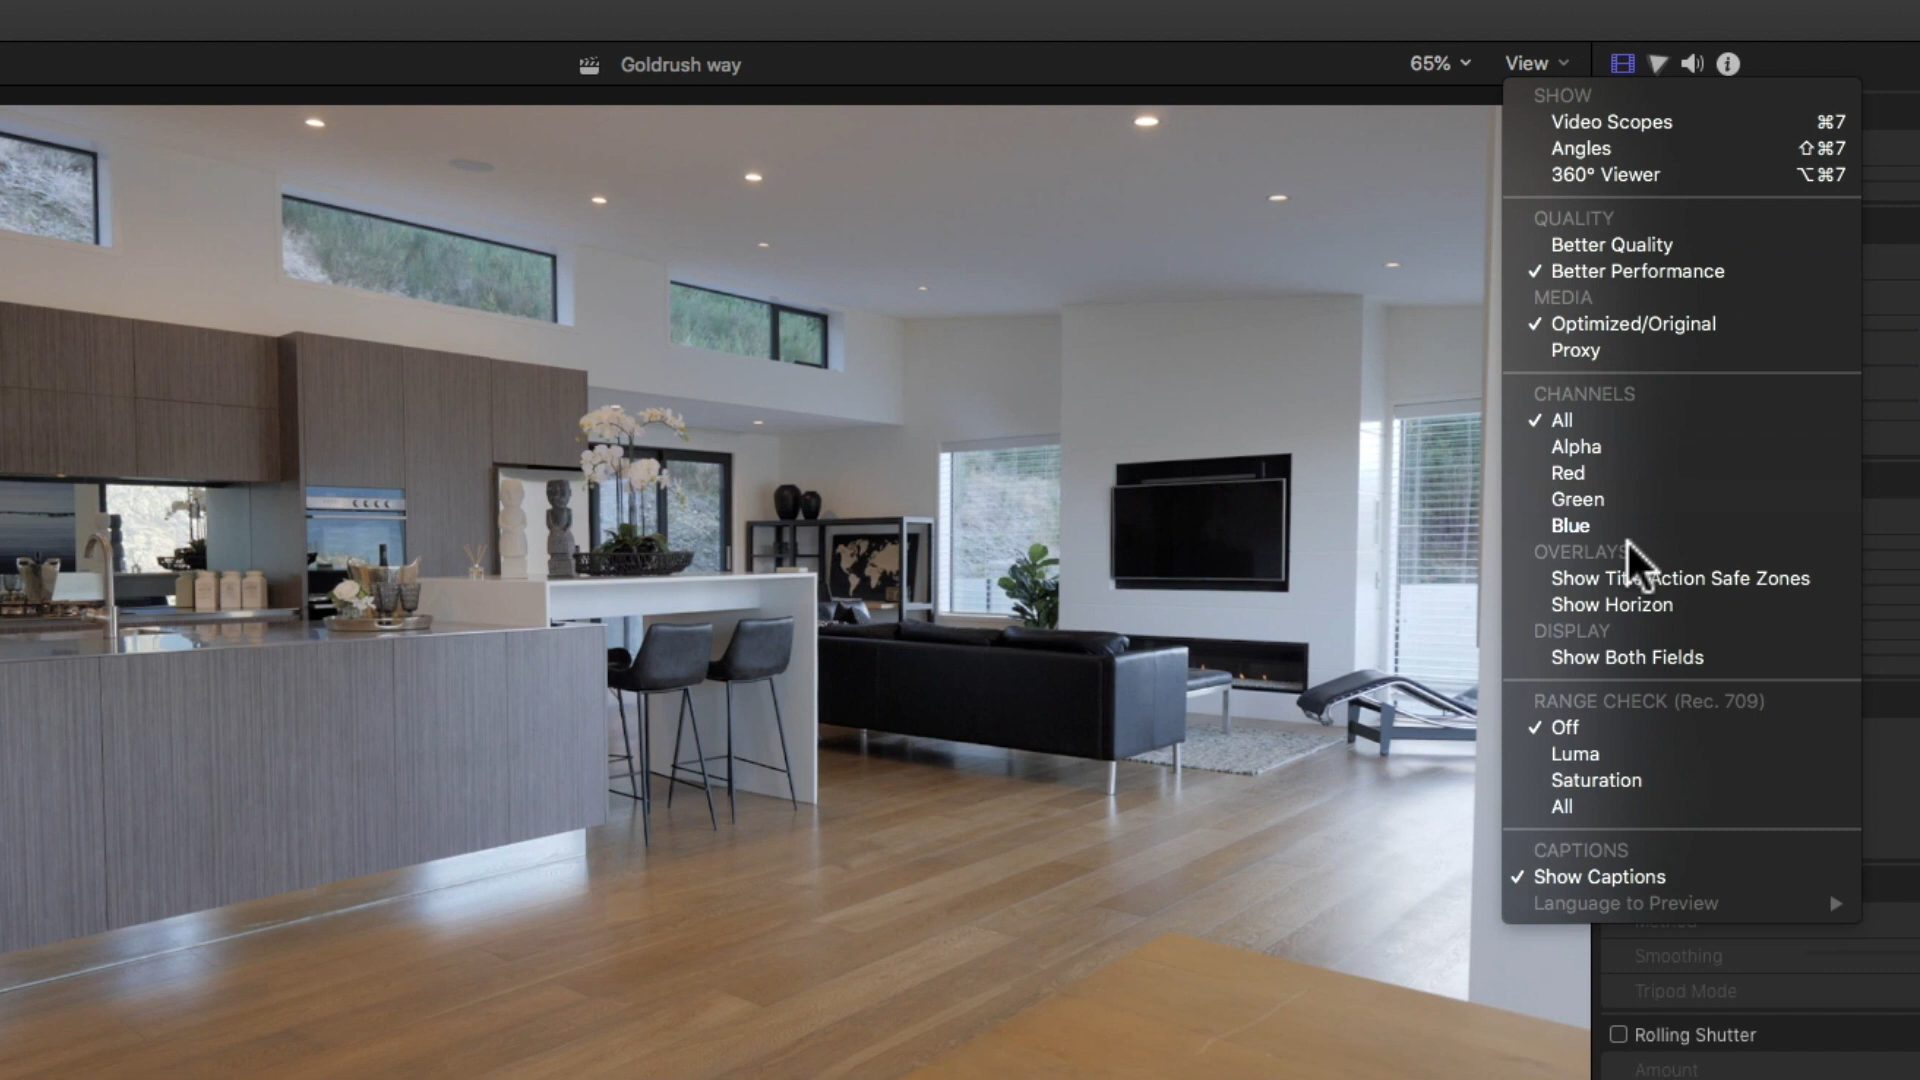 Goldrush way
65%
View
SHOW
Video Scopes ⌘7
Angles ⇧⌘7
360° Viewer ⌥⌘7
QUALITY
Better Quality
✓ Better Performance
MEDIA
✓ Optimized/Original
Proxy
CHANNELS
✓ All
Alpha
Red
Green
Blue
OVERLAYS
Show Action Safe Zones
Show Horizon
DISPLAY
Show Both Fields
RANGE CHECK (Rec. 709)
✓ Off
Luma
Saturation
All
CAPTIONS
✓ Show Captions
Language to Preview
Method
Smoothing
Tripod Mode
Rolling Shutter
Amount